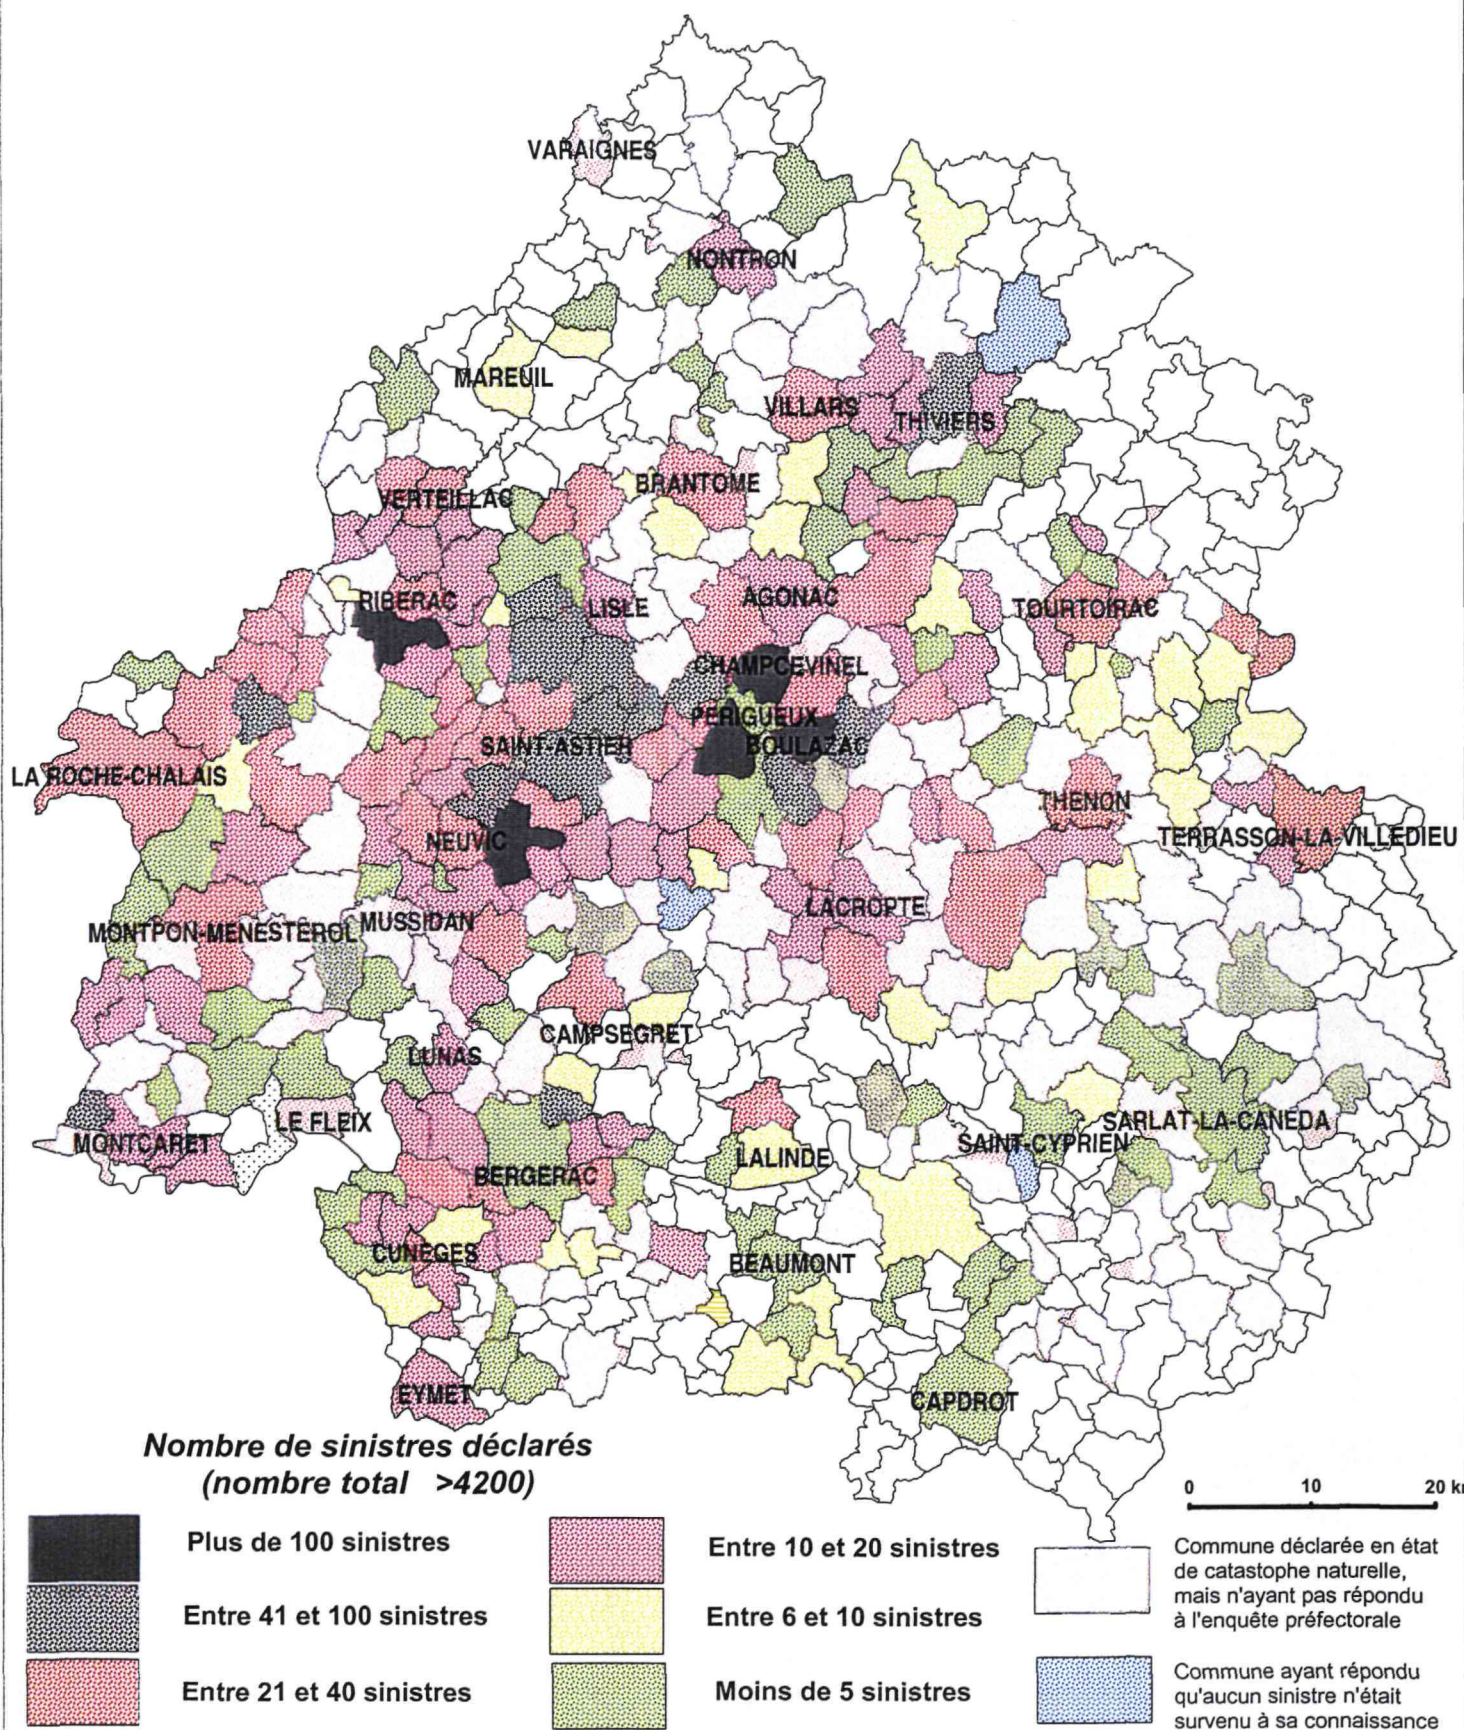 VARAIGNES
NONTRON
MAREUIL
VILLARS
THIVIERS
VERTEILLAC
BRANTOME
RIBERAC
LISLE
AGONAC
TOURTOIRAC
CHAMPCEVINEL
PERIGUEUX
SAINT-ASTIER
BOULAZAC
LA ROCHE-CHALAIS
THENON
NEUVIC
TERRASSON-LA-VILLEDIEU
LACROPTE
MUSSIDAN
MONTPON-MENESTEROL
CAMPSEGRET
LUNAS
LE FLEIX
SARLAT-LA-CANEDA
MONTCARET
SAINT-CYPRIEN
LALINDE
BERGERAC
CUNEGES
BEAUMONT
EYMET
CAPDROT
Nombre de sinistres déclarés
(nombre total >4200)
0 10 20 km
Plus de 100 sinistres
Entre 41 et 100 sinistres
Entre 21 et 40 sinistres
Entre 10 et 20 sinistres
Entre 6 et 10 sinistres
Moins de 5 sinistres
Commune déclarée en état
de catastophe naturelle,
mais n'ayant pas répondu
à l'enquête préfectorale
Commune ayant répondu
qu'aucun sinistre n'était
survenu à sa connaissance